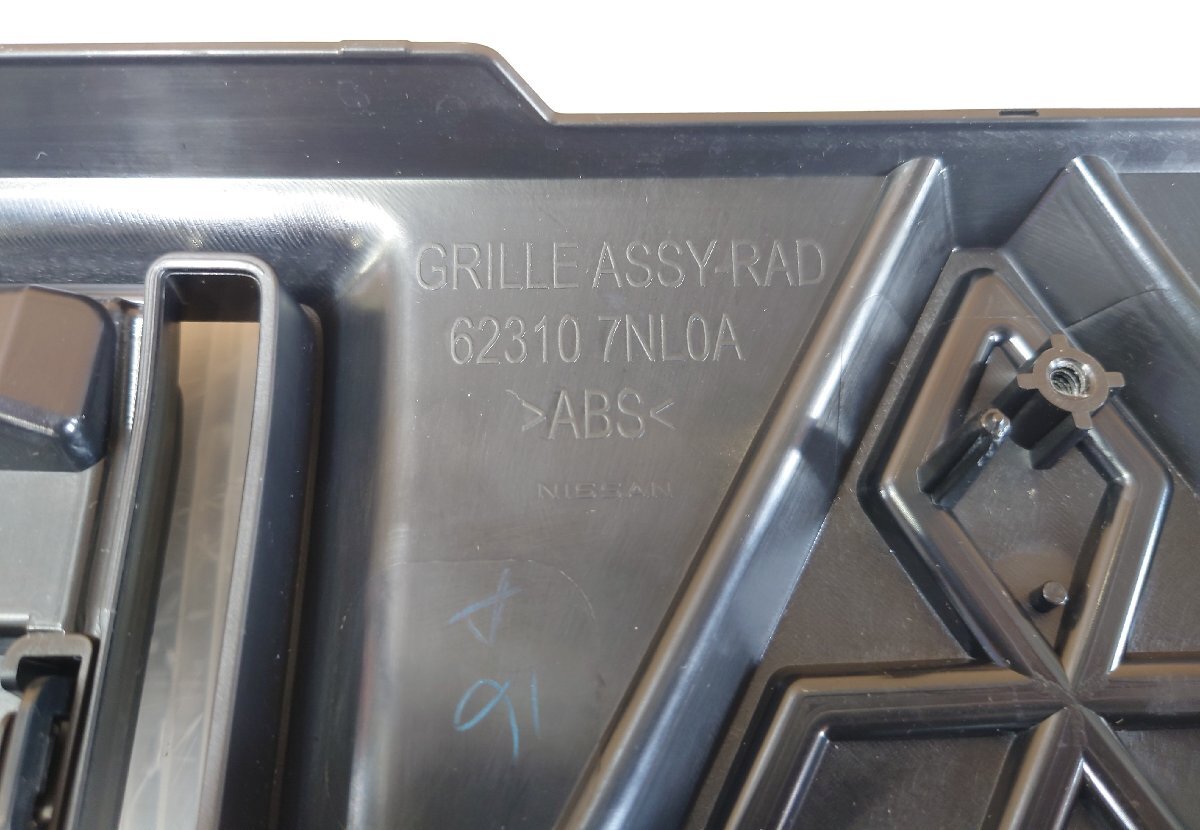 GRILLE ASSY-RAD
62310 7NL0A
>ABS<
NISSAN